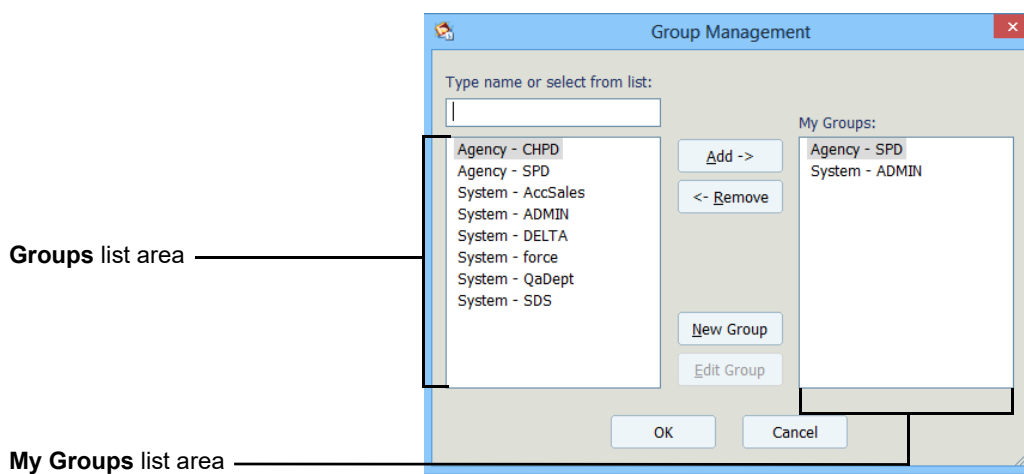 Group Management
Type name or select from list:
My Groups:
Agency - CHPD
Agency - SPD
System - AccSales
System - ADMIN
System - DELTA
System - force
System - QaDept
System - SDS
Add ->
<- Remove
New Group
Edit Group
Agency - SPD
System - ADMIN
OK
Cancel
Groups list area
My Groups list area